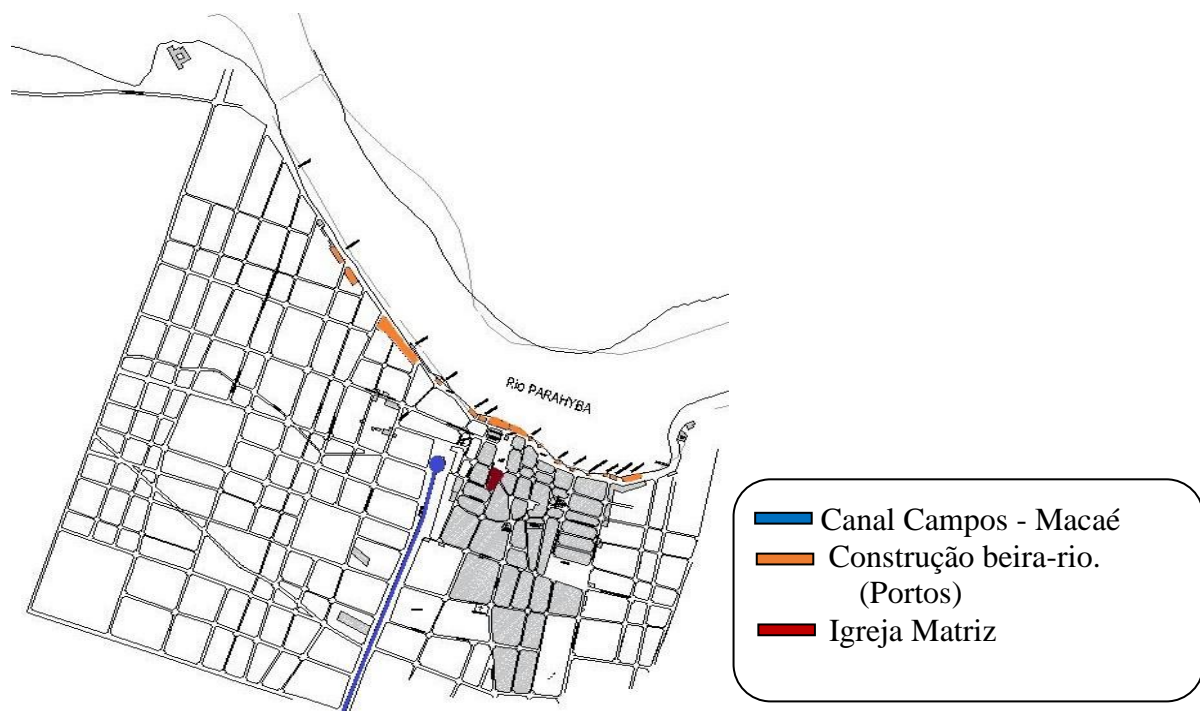 Rio PARAHYBA
Canal Campos - Macaé
Construção beira-rio.
(Portos)
Igreja Matriz